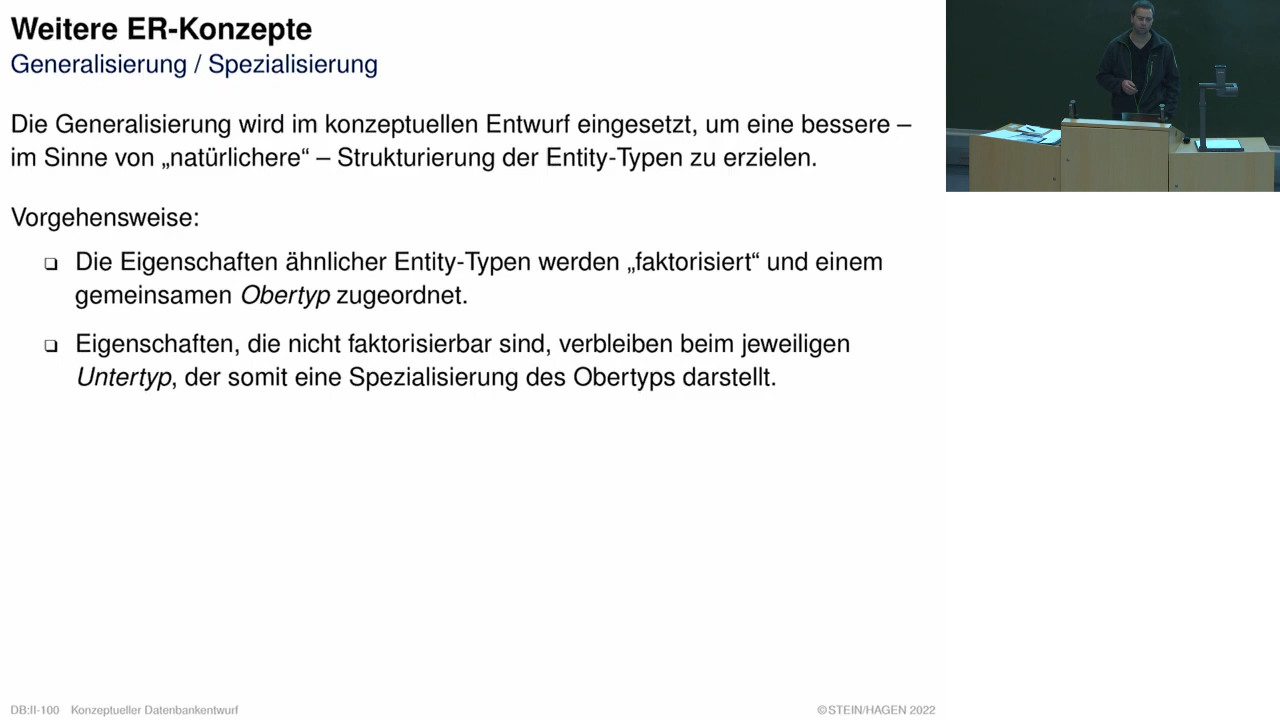 Weitere ER-Konzepte
Generalisierung / Spezialisierung
Die Generalisierung wird im konzeptuellen Entwurf eingesetzt, um eine bessere –
im Sinne von „natürlichere“ – Strukturierung der Entity-Typen zu erzielen.
Vorgehensweise:
❑ Die Eigenschaften ähnlicher Entity-Typen werden „faktorisiert“ und einem
gemeinsamen Obertyp zugeordnet.
❑ Eigenschaften, die nicht faktorisierbar sind, verbleiben beim jeweiligen
Untertyp, der somit eine Spezialisierung des Obertyps darstellt.
DB:II-100 Konzeptueller Datenbankentwurf
©STEIN/HAGEN 2022